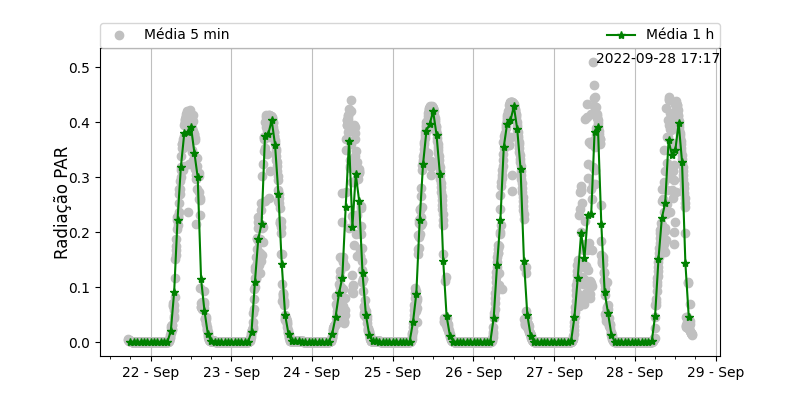 Média 5 min
Média 1 h
2022-09-28 17:17
Radiação PAR
0.5
0.4
0.3
0.2
0.1
0.0
22 - Sep
23 - Sep
24 - Sep
25 - Sep
26 - Sep
27 - Sep
28 - Sep
29 - Sep